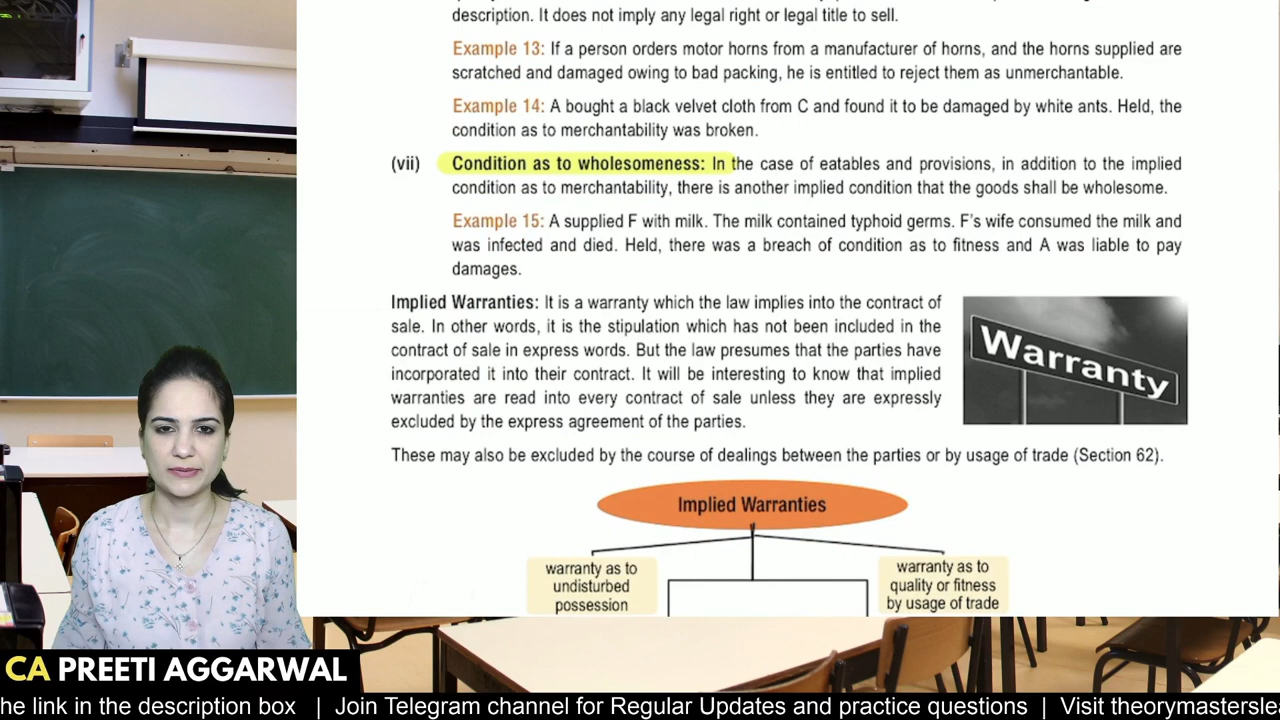 description. It does not imply any legal right or legal title to sell.
Example 13: If a person orders motor horns from a manufacturer of horns, and the horns supplied are
scratched and damaged owing to bad packing, he is entitled to reject them as unmerchantable.
Example 14: A bought a black velvet cloth from C and found it to be damaged by white ants. Held, the
condition as to merchantability was broken.
(vii) Condition as to wholesomeness: In the case of eatables and provisions, in addition to the implied
condition as to merchantability, there is another implied condition that the goods shall be wholesome.
Example 15: A supplied F with milk. The milk contained typhoid germs. F's wife consumed the milk and
was infected and died. Held, there was a breach of condition as to fitness and A was liable to pay
damages.
Implied Warranties: It is a warranty which the law implies into the contract of
sale. In other words, it is the stipulation which has not been included in the
contract of sale in express words. But the law presumes that the parties have
incorporated it into their contract. It will be interesting to know that implied
warranties are read into every contract of sale unless they are expressly
excluded by the express agreement of the parties.
Warranty
These may also be excluded by the course of dealings between the parties or by usage of trade (Section 62).
Implied Warranties
warranty as to
undisturbed
possession
warranty as to
quality or fitness
by usage of trade
CA PREETI AGGARWAL
he link in the description box | Join Telegram channel for Regular Updates and practice questions | Visit theorymastersle